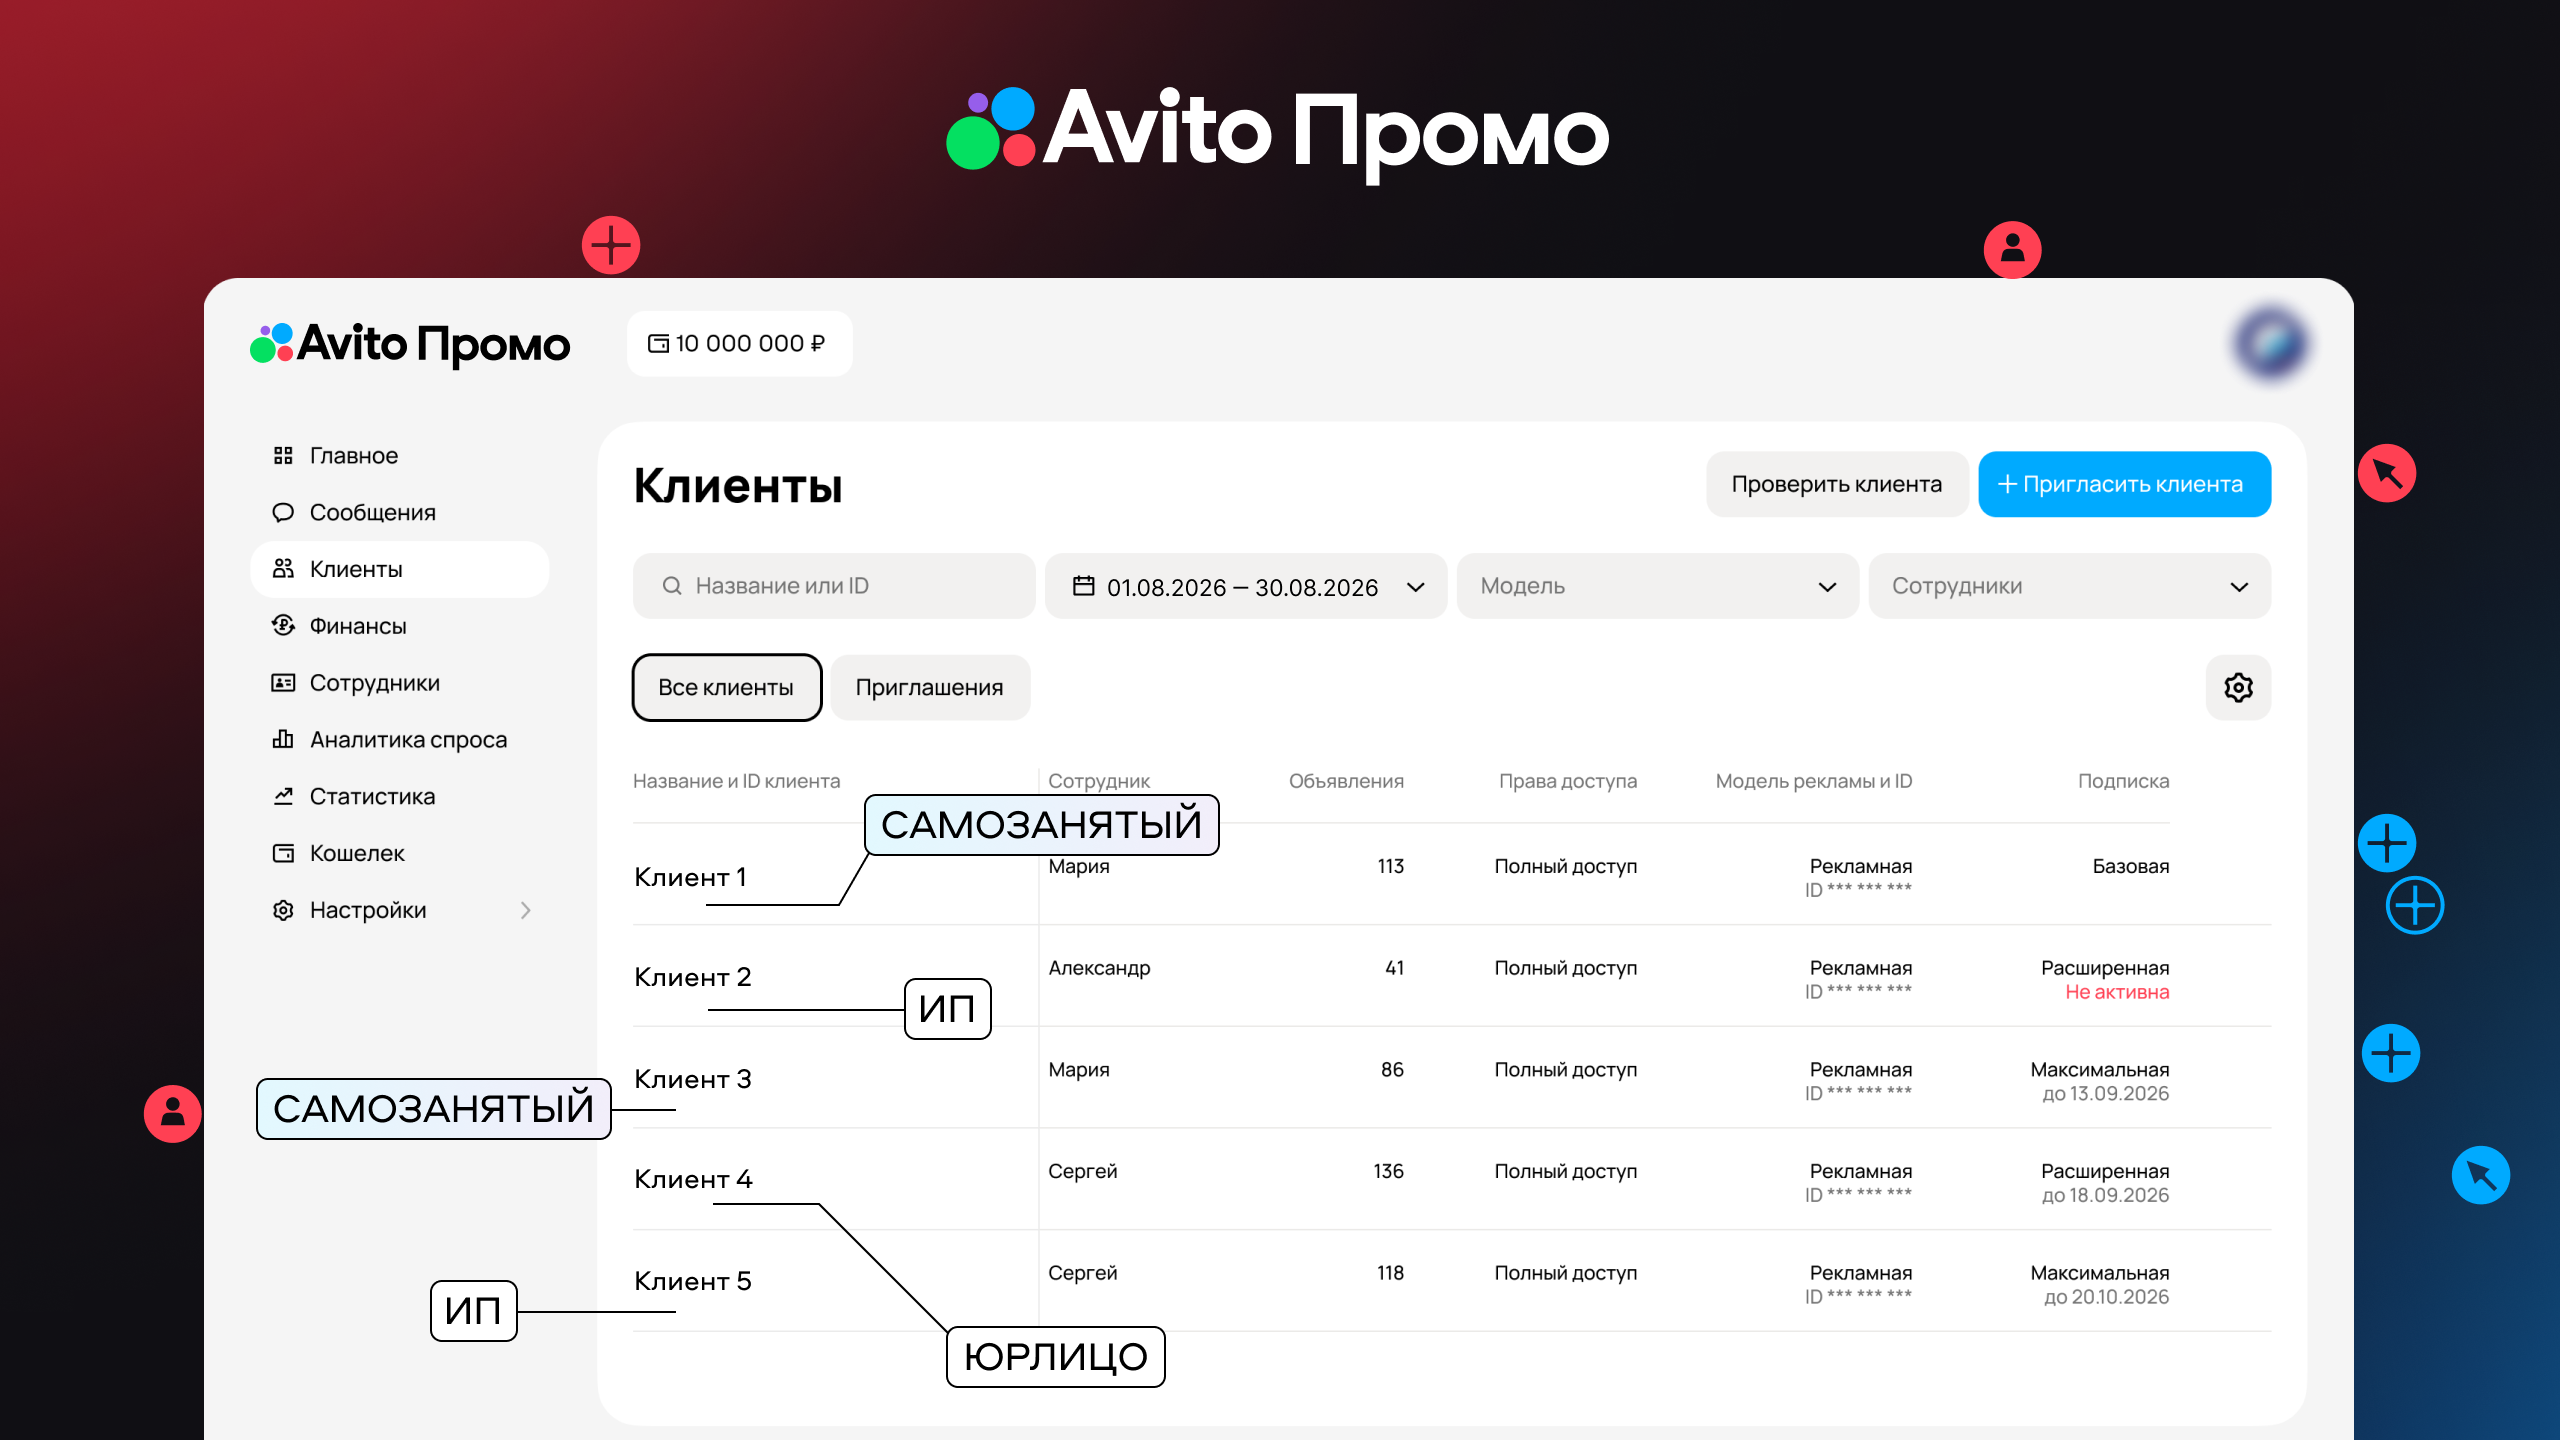 Avito Промо
Avito Промо
10 000 000 ₽
Главное
Сообщения
Клиенты
Финансы
Сотрудники
Аналитика спроса
Статистика
Кошелек
Настройки
Клиенты
Проверить клиента
Пригласить клиента
Название или ID
01.08.2026 – 30.08.2026
Модель
Сотрудники
Все клиенты
Приглашения
Название и ID клиента
Сотрудник
Объявления
Права доступа
Модель рекламы и ID
Подписка
САМОЗАНЯТЫЙ
Клиент 1
Мария
113
Полный доступ
Рекламная
ID *** *** ***
Базовая
Клиент 2
ИП
Александр
41
Полный доступ
Рекламная
ID *** *** ***
Расширенная
Не активна
САМОЗАНЯТЫЙ
Клиент 3
Мария
86
Полный доступ
Рекламная
ID *** *** ***
Максимальная
до 13.09.2026
Клиент 4
Сергей
136
Полный доступ
Рекламная
ID *** *** ***
Расширенная
до 18.09.2026
ИП
Клиент 5
Сергей
118
Полный доступ
Рекламная
ID *** *** ***
Максимальная
до 20.10.2026
ЮРЛИЦО